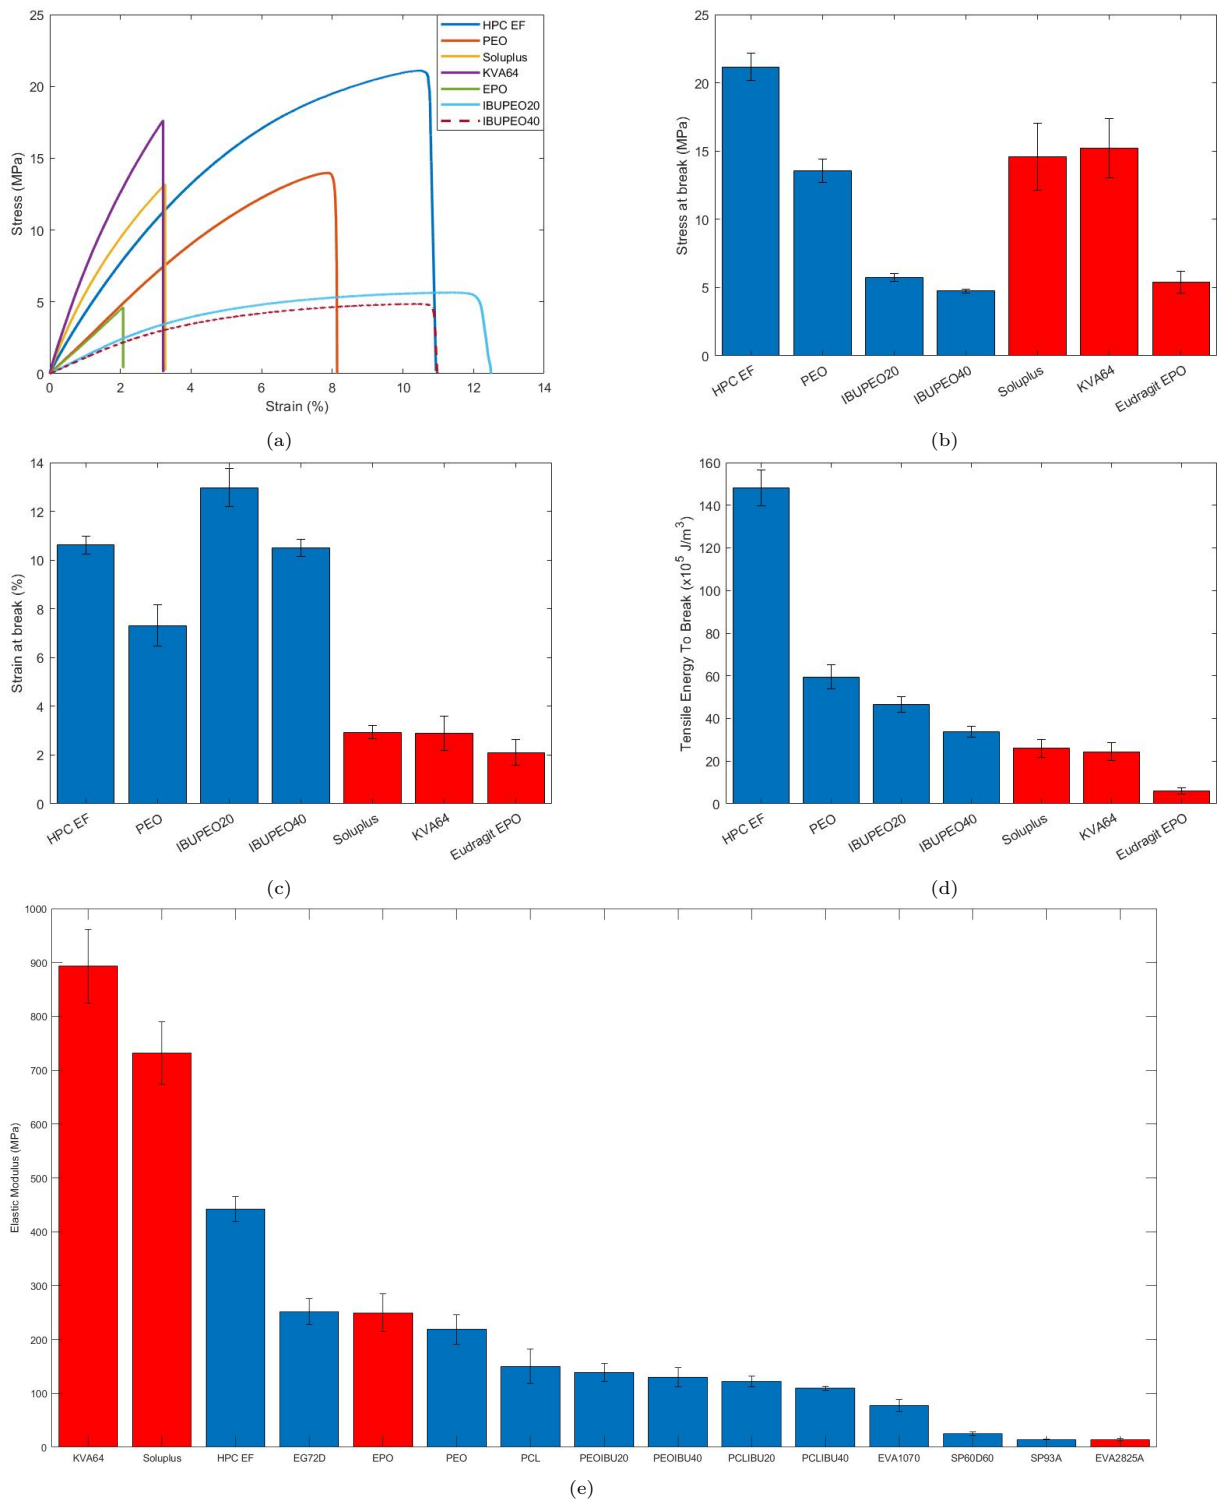 25
20
15
10
5
0
Stress (MPa)
0 2 4 6 8 10 12 14
Strain (%)
HPC EF
PEO
Soluplus
KVA64
EPO
IBUPEO20
IBUPEO40
(a)
25
20
15
10
5
0
Stress at break (MPa)
HPC EF PEO IBUPEO20 IBUPEO40 Soluplus KVA64 Eudragit EPO
(b)
14
12
10
8
6
4
2
0
Strain at break (%)
HPC EF PEO IBUPEO20 IBUPEO40 Soluplus KVA64 Eudragit EPO
(c)
160
140
120
100
80
60
40
20
0
Tensile Energy To Break (x10⁵ J/m³)
HPC EF PEO IBUPEO20 IBUPEO40 Soluplus KVA64 Eudragit EPO
(d)
1000
900
800
700
600
500
400
300
200
100
0
Elastic Modulus (MPa)
KVA64 Soluplus HPC EF EG72D EPO PEO PCL PEOIBU20 PEOIBU40 PCLIBU20 PCLIBU40 EVA1070 SP60D60 SP93A EVA2825A
(e)